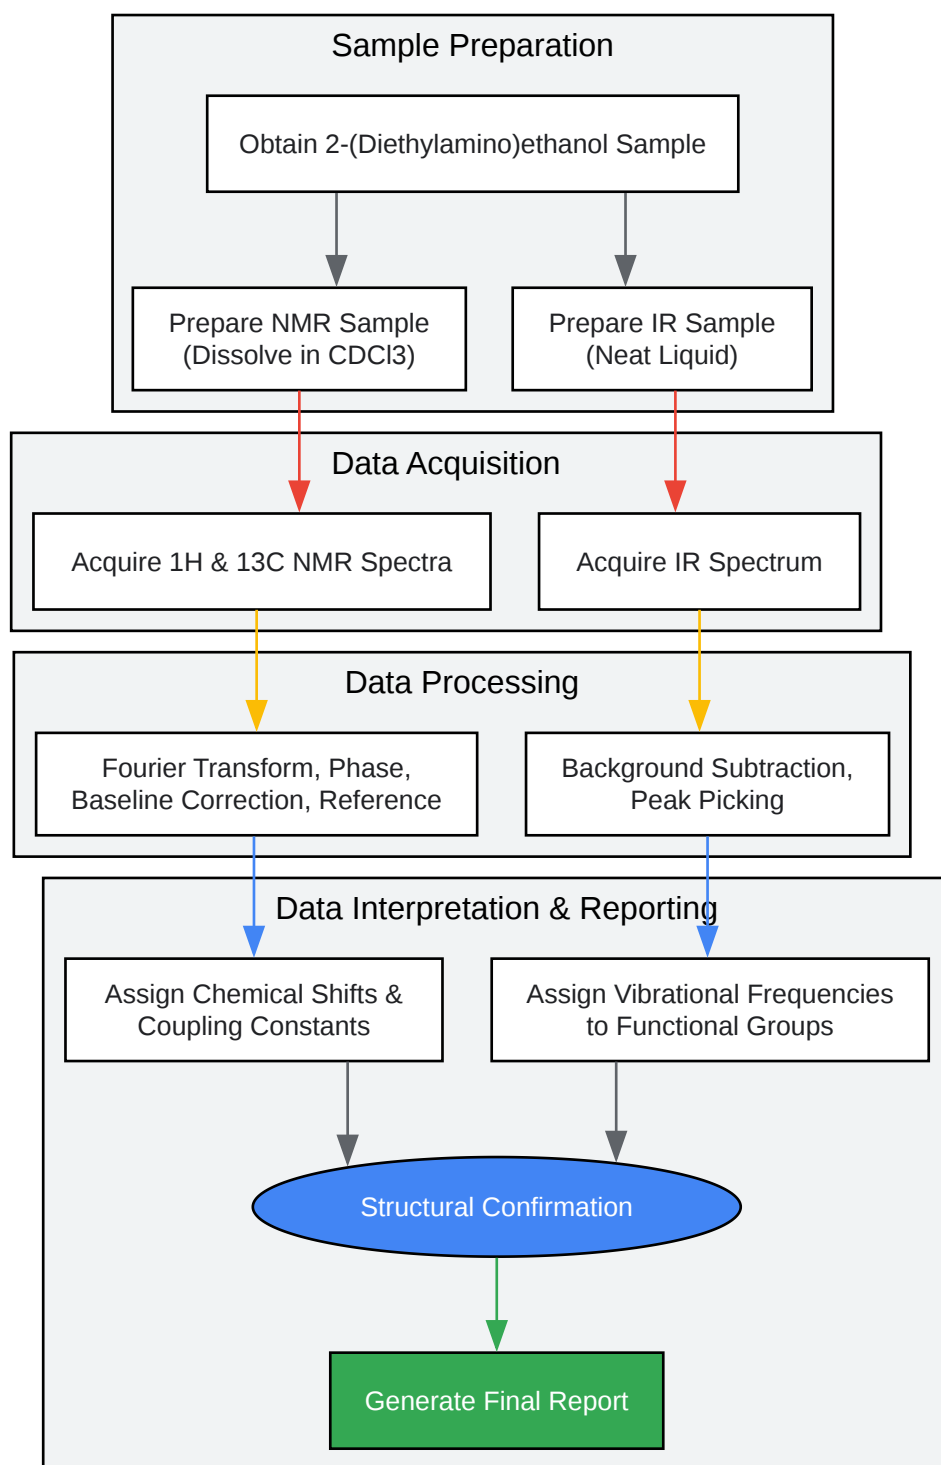 Sample Preparation
Obtain 2-(Diethylamino)ethanol Sample
Prepare NMR Sample
(Dissolve in CDCl3)
Prepare IR Sample
(Neat Liquid)
Data Acquisition
Acquire 1H & 13C NMR Spectra
Acquire IR Spectrum
Data Processing
Fourier Transform, Phase,
Baseline Correction, Reference
Background Subtraction,
Peak Picking
Data Interpretation & Reporting
Assign Chemical Shifts &
Coupling Constants
Assign Vibrational Frequencies
to Functional Groups
Structural Confirmation
Generate Final Report